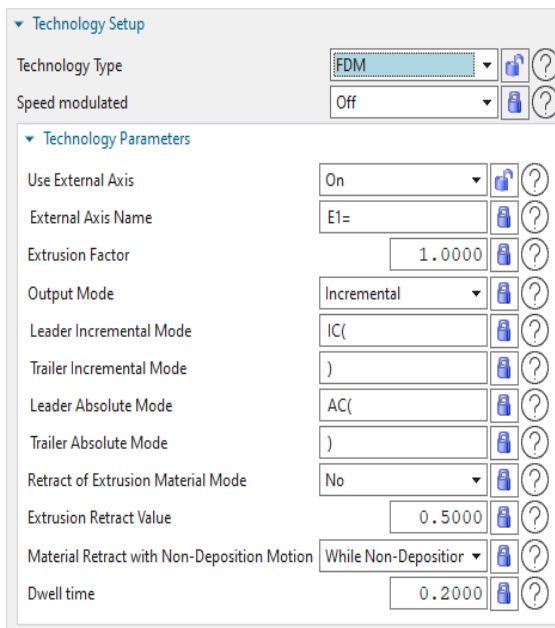 Technology Setup
Technology Type FDM ?
Speed modulated Off ?
Technology Parameters
Use External Axis On ?
External Axis Name E1= ?
Extrusion Factor 1.0000 ?
Output Mode Incremental ?
Leader Incremental Mode IC( ?
Trailer Incremental Mode ) ?
Leader Absolute Mode AC( ?
Trailer Absolute Mode ) ?
Retract of Extrusion Material Mode No ?
Extrusion Retract Value 0.5000 ?
Material Retract with Non-Deposition Motion While Non-Deposition ?
Dwell time 0.2000 ?